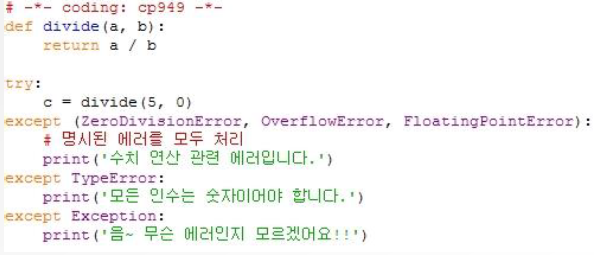 # -*- coding: cp949 -*-
def divide(a, b):
    return a / b

try:
    c = divide(5, 0)
except (ZeroDivisionError, OverflowError, FloatingPointError):
    # 명시된 에러를 모두 처리
    print('수치 연산 관련 에러입니다.')
except TypeError:
    print('모든 인수는 숫자이어야 합니다.')
except Exception:
    print('음~ 무슨 에러인지 모르겠어요!!')